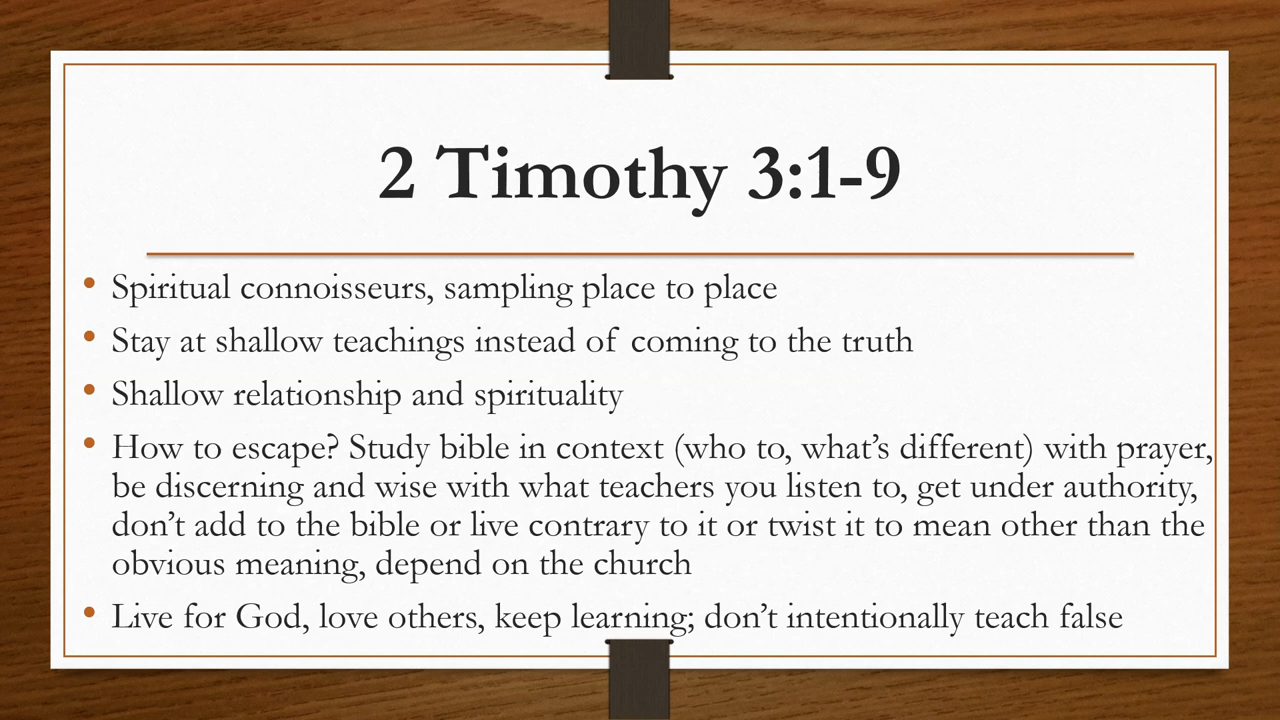 2 Timothy 3:1-9
• Spiritual connoisseurs, sampling place to place
• Stay at shallow teachings instead of coming to the truth
• Shallow relationship and spirituality
• How to escape? Study bible in context (who to, what’s different) with prayer,
be discerning and wise with what teachers you listen to, get under authority,
don’t add to the bible or live contrary to it or twist it to mean other than the
obvious meaning, depend on the church
• Live for God, love others, keep learning; don’t intentionally teach false